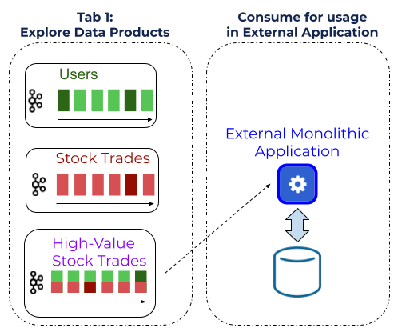 Tab 1:
Explore Data Products
Users
Stock Trades
High-Value
Stock Trades
Consume for usage
in External Application
External Monolithic
Application